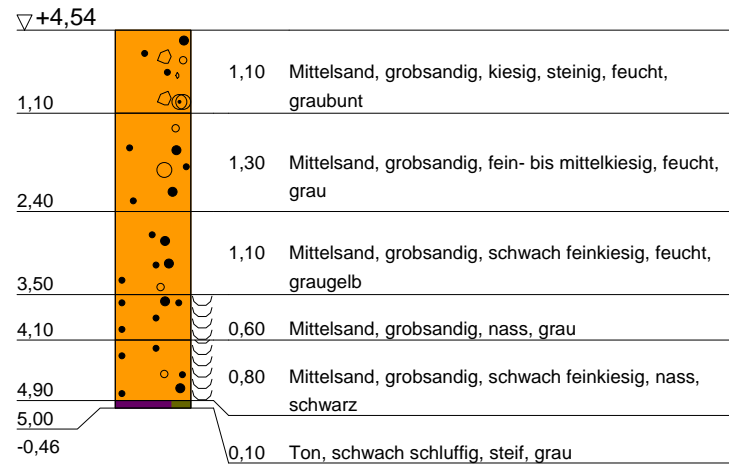 +4,54
1,10 Mittelsand, grobsandig, kiesig, steinig, feucht,
graubunt
1,10
1,30 Mittelsand, grobsandig, fein- bis mittelkiesig, feucht,
grau
2,40
1,10 Mittelsand, grobsandig, schwach feinkiesig, feucht,
graugelb
3,50
0,60 Mittelsand, grobsandig, nass, grau
4,10
0,80 Mittelsand, grobsandig, schwach feinkiesig, nass,
schwarz
4,90
5,00
-0,46
0,10 Ton, schwach schluffig, steif, grau